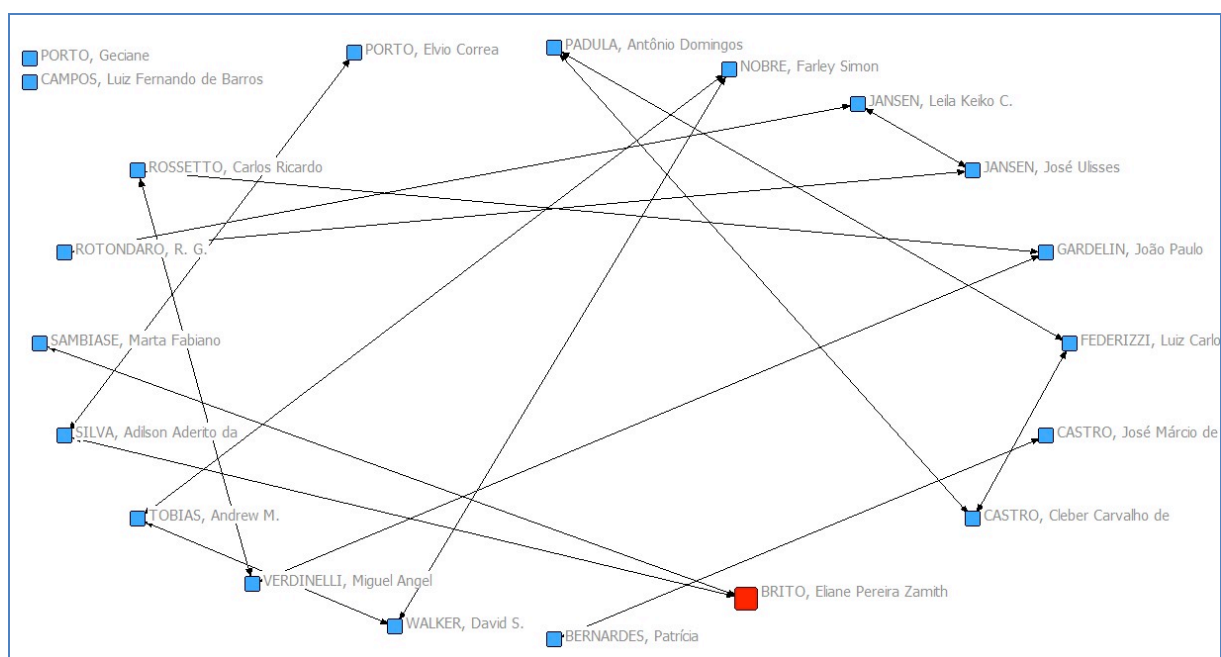 PORTO, Geciane
PORTO, Elvio Correa
PADULA, Antônio Domingos
CAMPOS, Luiz Fernando de Barros
NOBRE, Farley Simon
JANSEN, Leila Keiko C.
ROSSETTO, Carlos Ricardo
JANSEN, José Ulisses
ROTONDARO, R. G.
GARDELIN, João Paulo
SAMBIASE, Marta Fabiano
FEDERIZZI, Luiz Carlo
SILVA, Adilson Aderito da
CASTRO, José Márcio de
TOBIAS, Andrew M.
CASTRO, Cleber Carvalho de
VERDINELLI, Miguel Angel
BRITO, Eliane Pereira Zamith
WALKER, David S.
BERNARDES, Patrícia